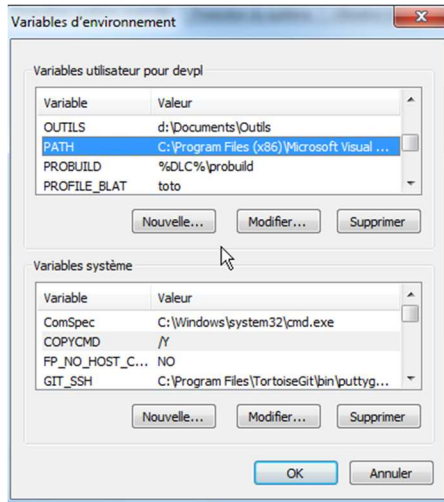 Variables d'environnement
Variables utilisateur pour devpl
Variable Valeur
OUTILS d:\Documents\Outils
PATH C:\Program Files (x86)\Microsoft Visual ...
PROBUILD %DLC%\probuild
PROFILE_BLAT toto
Nouvelle... Modifier... Supprimer
Variables système
Variable Valeur
ComSpec C:\Windows\system32\cmd.exe
COPYCMD /Y
FP_NO_HOST_C... NO
GIT_SSH C:\Program Files\TortoiseGit\bin\puttyg...
Nouvelle... Modifier... Supprimer
OK Annuler